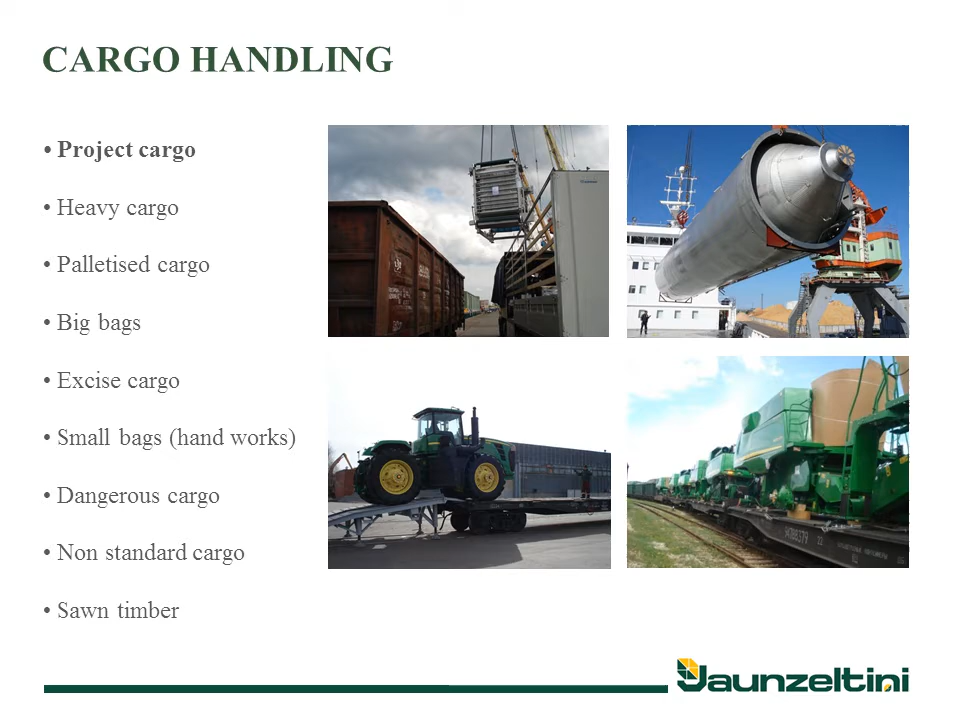 CARGO HANDLING
• Project cargo
• Heavy cargo
• Palletised cargo
• Big bags
• Excise cargo
• Small bags (hand works)
• Dangerous cargo
• Non standard cargo
• Sawn timber
Jaunzeltini